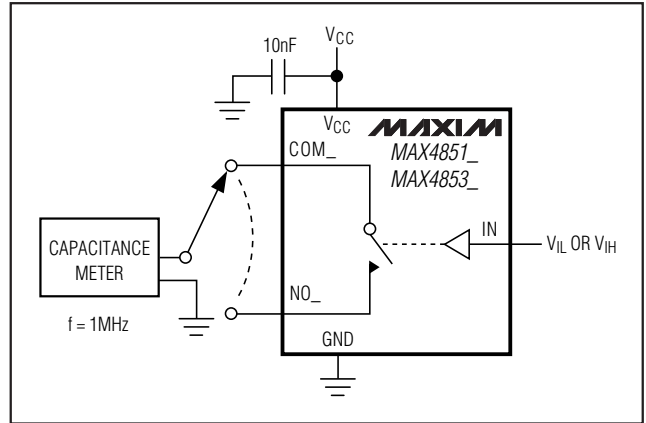 10nF
VCC
VCC
MAXIM
MAX4851_
MAX4853_
COM_
IN
VIL OR VIH
CAPACITANCE
METER
NO_
f = 1MHz
GND